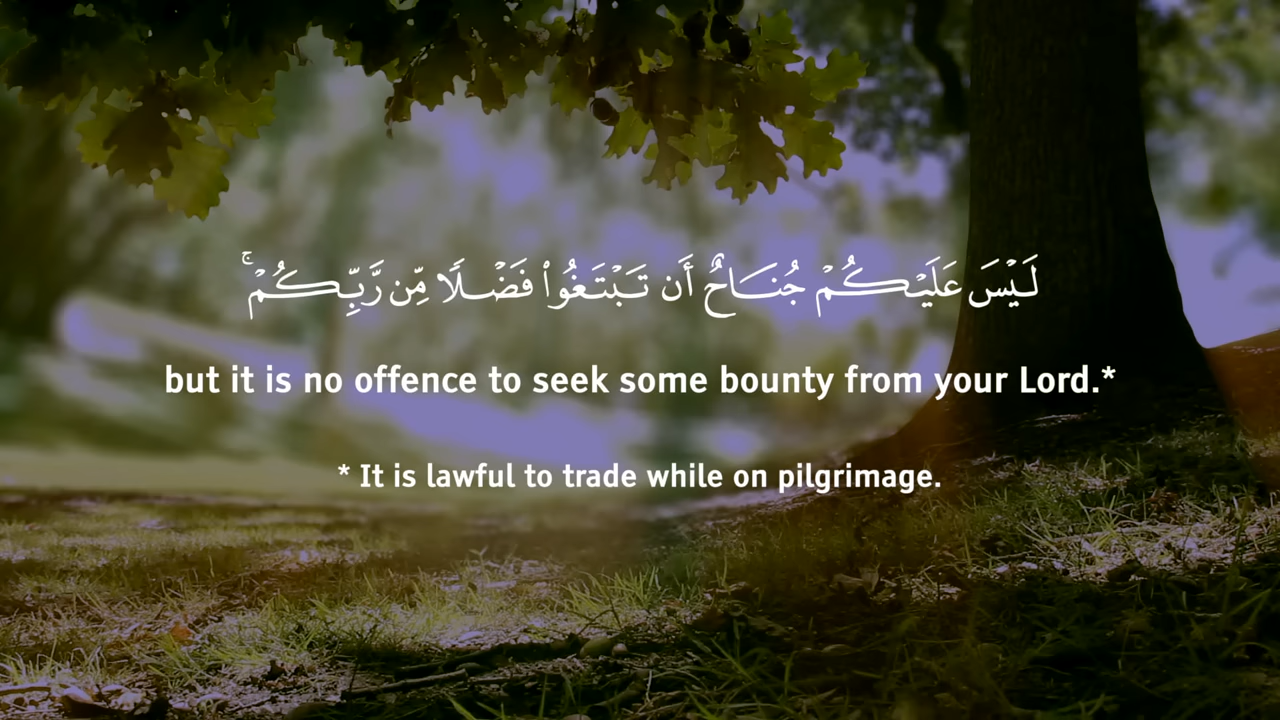 لَيْسَ عَلَيْكُمْ جُنَاحٌ أَن تَبْتَغُوا۟ فَضْلًا مِّن رَّبِّكُمْ ۚ
but it is no offence to seek some bounty from your Lord.*
* It is lawful to trade while on pilgrimage.